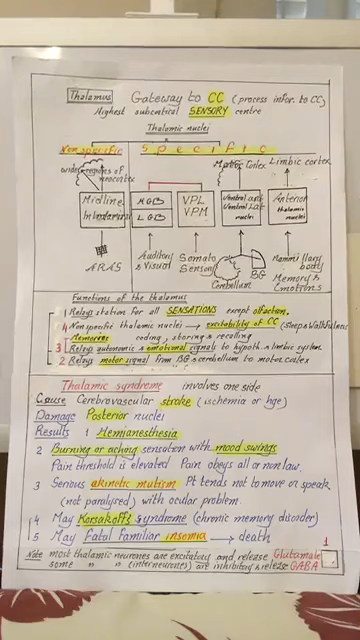 Thalamus Gateway to CC (process infor. to CC)
Highest subcortical SENSORY centre
Thalamic nuclei
Nonspecific Specific
wide regions of neocortex Motor Cortex Limbic cortex
Midline
MGB
LGB
VPL
VPM
Ventral ant
Ventral Lat
nuclei
Anterior
thalamic
nuclei
ARAS
Auditory
& Visual
Somato
Sensory
Cerebellum
BG
Mammillary
body
Memory &
Emotions
Functions of the thalamus
1 Relays station for all SENSATIONS except olfaction.
4 Non specific thalamic nuclei → excitability of CC (sleep & Wakefulness
Memories coding, storing & recalling
3 Relays autonomic & emotional signals to hypoth. & limbic system.
2 Relays motor signal from BG & cerebellum to motor cortex
Thalamic syndrome involves one side
Cause Cerebrovascular stroke (ischemia or hge)
Damage Posterior nuclei
Results 1 Hemianesthesia
2 Burning or aching sensation with mood swings
Pain threshold is elevated Pain obeys all or non law.
3 Serious akinetic mutism Pt tends not to move or speak
(not paralyzed) with ocular problem.
4 May Korsakoff's syndrome (chronic memory disorder)
5 May Fatal Familiar insomia → death
Note most thalamic neurones are excitatory and release Glutamate
some " " (interneurones) are inhibitory & release GABA
1